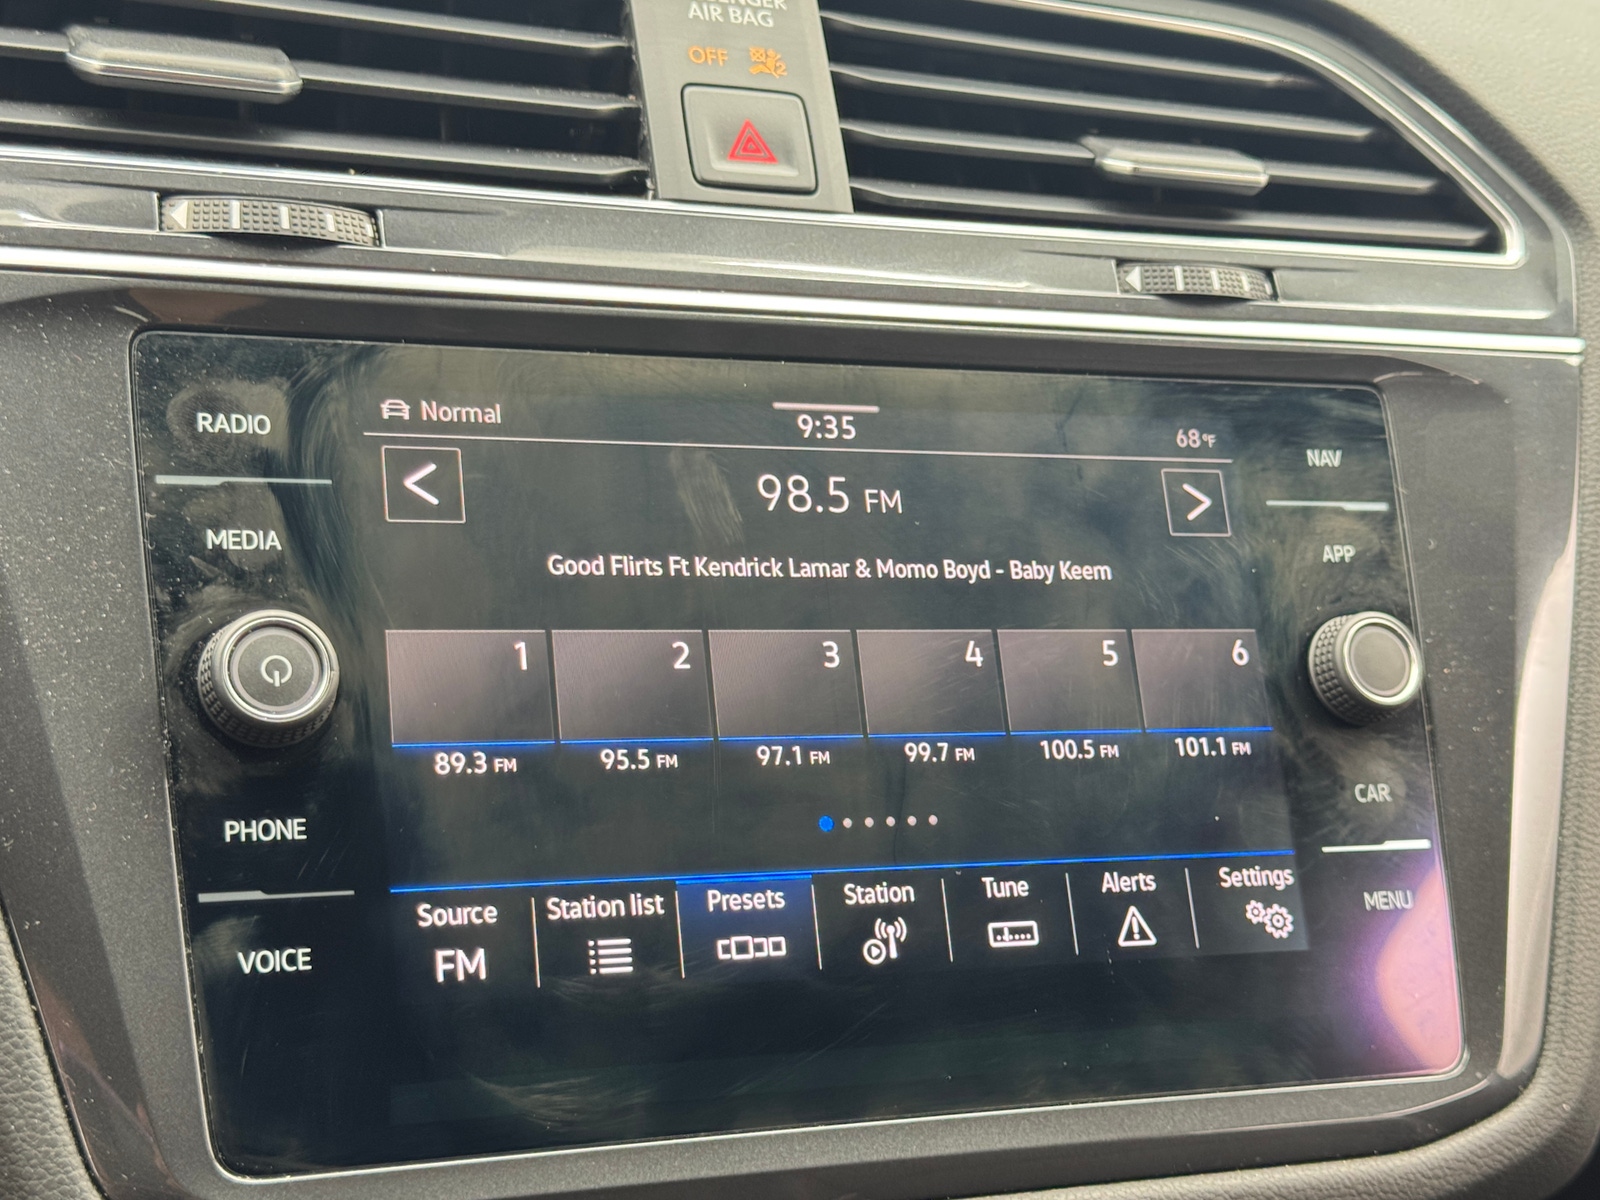 AIR BAG
OFF
RADIO
MEDIA
PHONE
VOICE
Normal
9:35
68°F
<
98.5 FM
>
Good Flirts Ft Kendrick Lamar & Momo Boyd - Baby Keem
1 2 3 4 5 6
89.3 FM 95.5 FM 97.1 FM 99.7 FM 100.5 FM 101.1 FM
Source Station list Presets Station Tune Alerts Settings
FM
NAV
APP
CAR
MENU